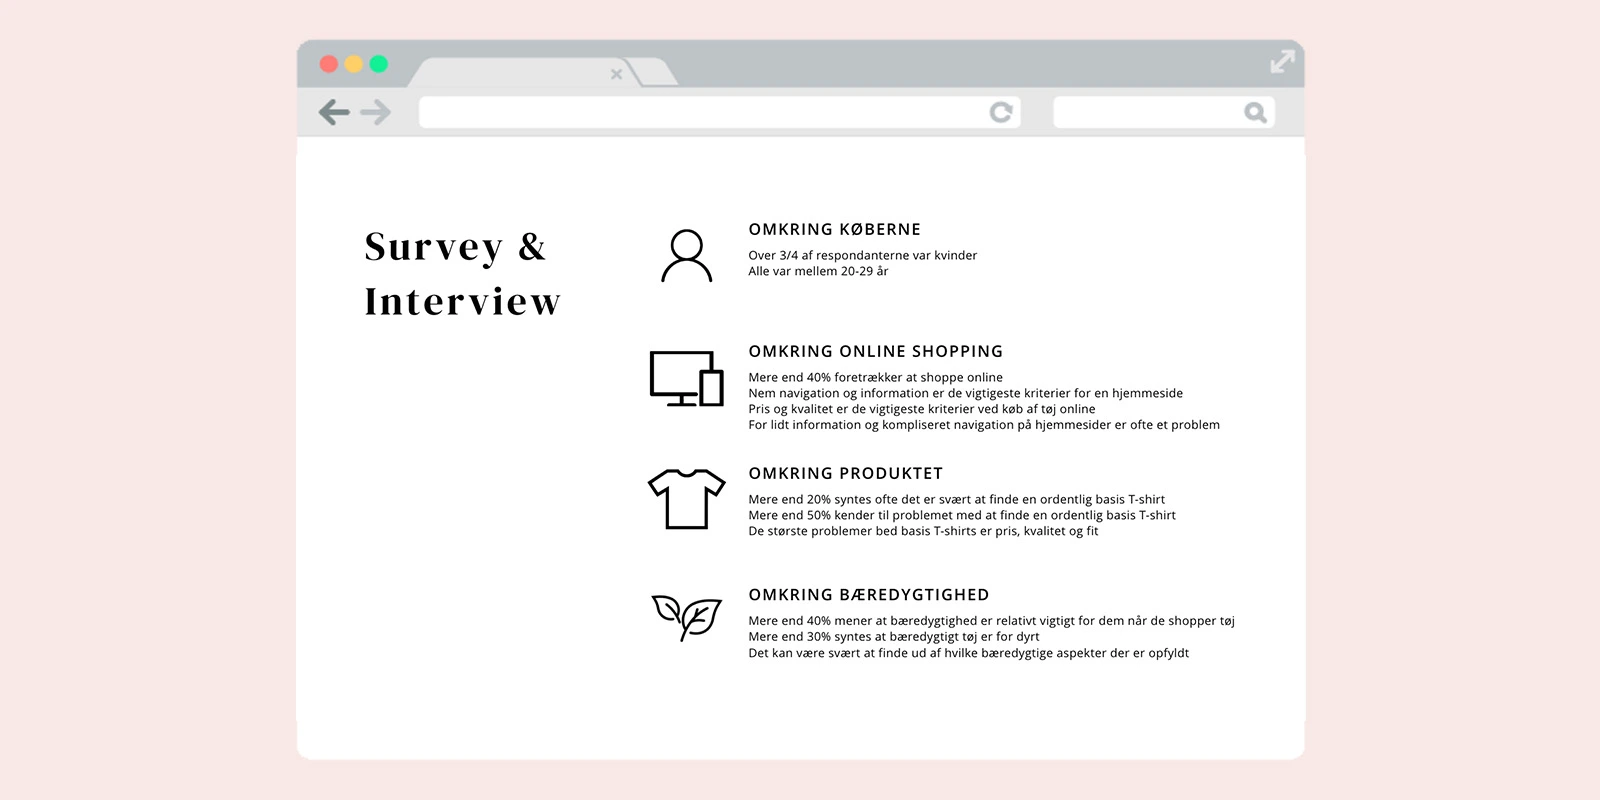 Survey &
Interview
OMKRING KØBERNE
Over 3/4 af respondanterne var kvinder
Alle var mellem 20-29 år
OMKRING ONLINE SHOPPING
Mere end 40% foretrækker at shoppe online
Nem navigation og information er de vigtigeste kriterier for en hjemmeside
Pris og kvalitet er de vigtigeste kriterier ved køb af tøj online
For lidt information og kompliseret navigation på hjemmesider er ofte et problem
OMKRING PRODUKTET
Mere end 20% syntes ofte det er svært at finde en ordentlig basis T-shirt
Mere end 50% kender til problemet med at finde en ordentlig basis T-shirt
De største problemer bed basis T-shirts er pris, kvalitet og fit
OMKRING BÆREDYGTIGHED
Mere end 40% mener at bæredygtighed er relativt vigtigt for dem når de shopper tøj
Mere end 30% syntes at bæredygtigt tøj er for dyrt
Det kan være svært at finde ud af hvilke bæredygtige aspekter der er opfyldt